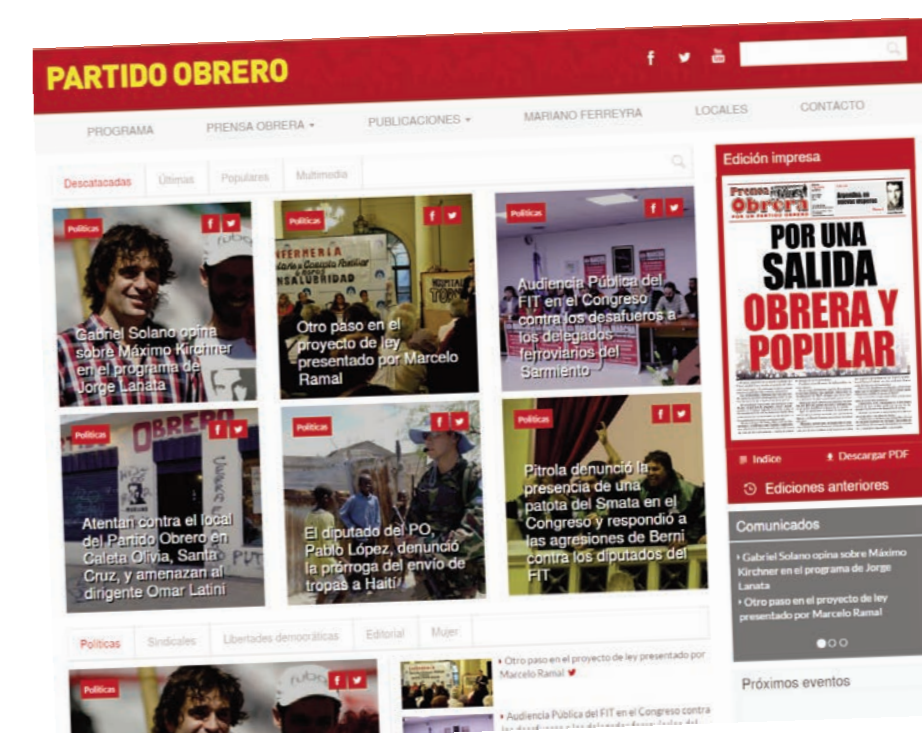 PARTIDO OBRERO
PROGRAMA
PRENSA OBRERA
PUBLICACIONES
MARIANO FERREYRA
LOCALES
CONTACTO
Descatacadas
Últimas
Populares
Multimedia
Políticas
Gabriel Solano opina
sobre Máximo Kirchner
en el programa de
Jorge Lanata
Políticas
Otro paso en el
proyecto de ley
presentado por Marcelo
Ramal
Políticas
Audiencia Pública del
FIT en el Congreso
contra los desafueros a
los delegados
ferroviarios del
Sarmiento
Políticas
OBRERO
Atentan contra el local
del Partido Obrero en
Caleta Olivia, Santa
Cruz, y amenazan al
dirigente Omar Latini
Políticas
El diputado del PO,
Pablo López, denunció
la prórroga del envío de
tropas a Haití
Políticas
Pitrola denunció la
presencia de una
patota del Smata en el
Congreso y respondió a
las agresiones de Berni
contra los diputados del
FIT
Edición impresa
Prensa
Obrera
POR UN PARTIDO OBRERO
POR UNA
SALIDA
OBRERA Y
POPULAR
Indice
Descargar PDF
Ediciones anteriores
Comunicados
Gabriel Solano opina sobre Máximo
Kirchner en el programa de Jorge
Lanata
Otro paso en el proyecto de ley
presentado por Marcelo Ramal
Próximos eventos
Políticas
Sindicales
Libertades democráticas
Editorial
Mujer
Políticas
Otro paso en el proyecto de ley presentado por
Marcelo Ramal
Audiencia Pública del FIT en el Congreso contra